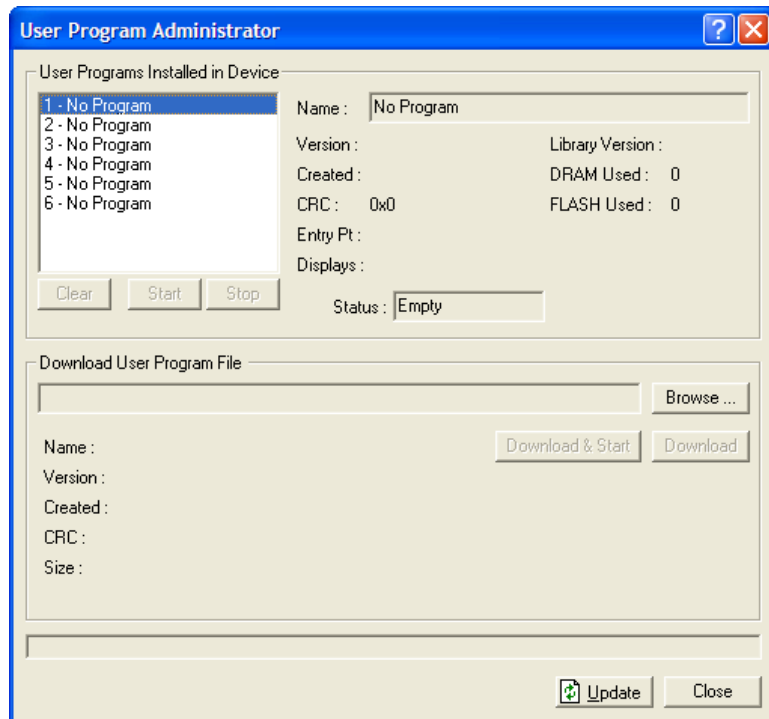 User Program Administrator
User Programs Installed in Device
1 - No Program
2 - No Program
3 - No Program
4 - No Program
5 - No Program
6 - No Program
Clear
Start
Stop
Name : No Program
Version :
Library Version :
Created :
DRAM Used : 0
CRC : 0x0
FLASH Used : 0
Entry Pt :
Displays :
Status : Empty
Download User Program File
Browse ...
Download & Start
Download
Name :
Version :
Created :
CRC :
Size :
Update
Close